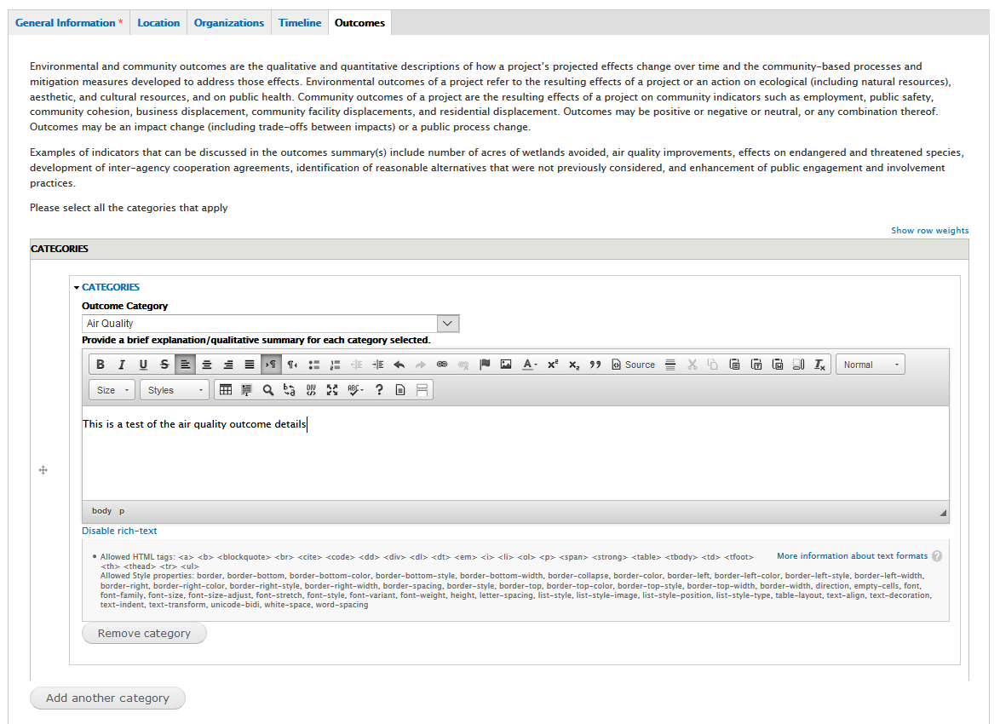 General Information * Location Organizations Timeline Outcomes
Environmental and community outcomes are the qualitative and quantitative descriptions of how a project's projected effects change over time and the community-based processes and
mitigation measures developed to address those effects. Environmental outcomes of a project refer to the resulting effects of a project or an action on ecological (including natural resources),
aesthetic, and cultural resources, and on public health. Community outcomes of a project are the resulting effects of a project on community indicators such as employment, public safety,
community cohesion, business displacement, community facility displacements, and residential displacement. Outcomes may be positive or negative or neutral, or any combination thereof.
Outcomes may be an impact change (including trade-offs between impacts) or a public process change.
Examples of indicators that can be discussed in the outcomes summary(s) include number of acres of wetlands avoided, air quality improvements, effects on endangered and threatened species,
development of inter-agency cooperation agreements, identification of reasonable alternatives that were not previously considered, and enhancement of public engagement and involvement
practices.
Please select all the categories that apply
Show row weights
CATEGORIES
CATEGORIES
Outcome Category
Air Quality
Provide a brief explanation/qualitative summary for each category selected.
Source Normal
Size Styles
This is a test of the air quality outcome details
body p
Disable rich-text
More information about text formats
Allowed HTML tags: <a> <b> <blockquote> <br> <cite> <code> <dd> <div> <dl> <dt> <em> <i> <li> <ol> <p> <span> <strong> <table> <tbody> <td> <tfoot>
<th> <thead> <tr> <ul>
Allowed Style properties: border, border-bottom, border-bottom-color, border-bottom-style, border-bottom-width, border-collapse, border-color, border-left, border-left-color, border-left-style, border-left-width,
border-right, border-right-color, border-right-style, border-right-width, border-spacing, border-style, border-top, border-top-color, border-top-style, border-top-width, border-width, direction, empty-cells, font,
font-family, font-size, font-size-adjust, font-stretch, font-style, font-variant, font-weight, height, letter-spacing, list-style, list-style-image, list-style-position, list-style-type, table-layout, text-align, text-decoration,
text-indent, text-transform, unicode-bidi, white-space, word-spacing
Remove category
Add another category